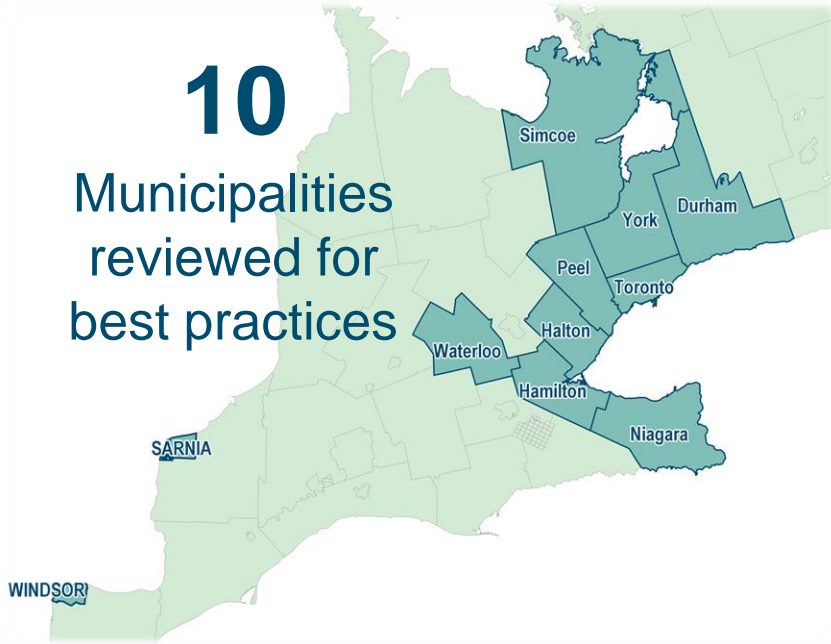 10
Municipalities
reviewed for
best practices
Simcoe
Durham
York
Peel
Toronto
Halton
Waterloo
Hamilton
Niagara
SARNIA
WINDSOR